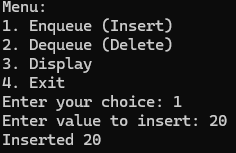 Menu:
1. Enqueue (Insert)
2. Dequeue (Delete)
3. Display
4. Exit
Enter your choice: 1
Enter value to insert: 20
Inserted 20